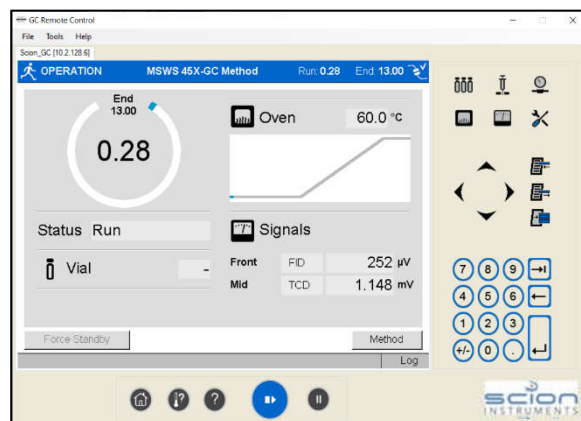 GC Remote Control
File Tools Help
Scion_GC [10.2.128.6]
OPERATION MSWS 45X-GC Method Run: 0.28 End: 13.00
End
13.00
0.28
Oven 60.0 °C
Status Run
Signals
Vial -
Front FID 252 µV
Mid TCD 1.148 mV
Force Standby Method
Log
7 8 9
4 5 6
1 2 3
+/- 0 .
? ?
scion
INSTRUMENTS